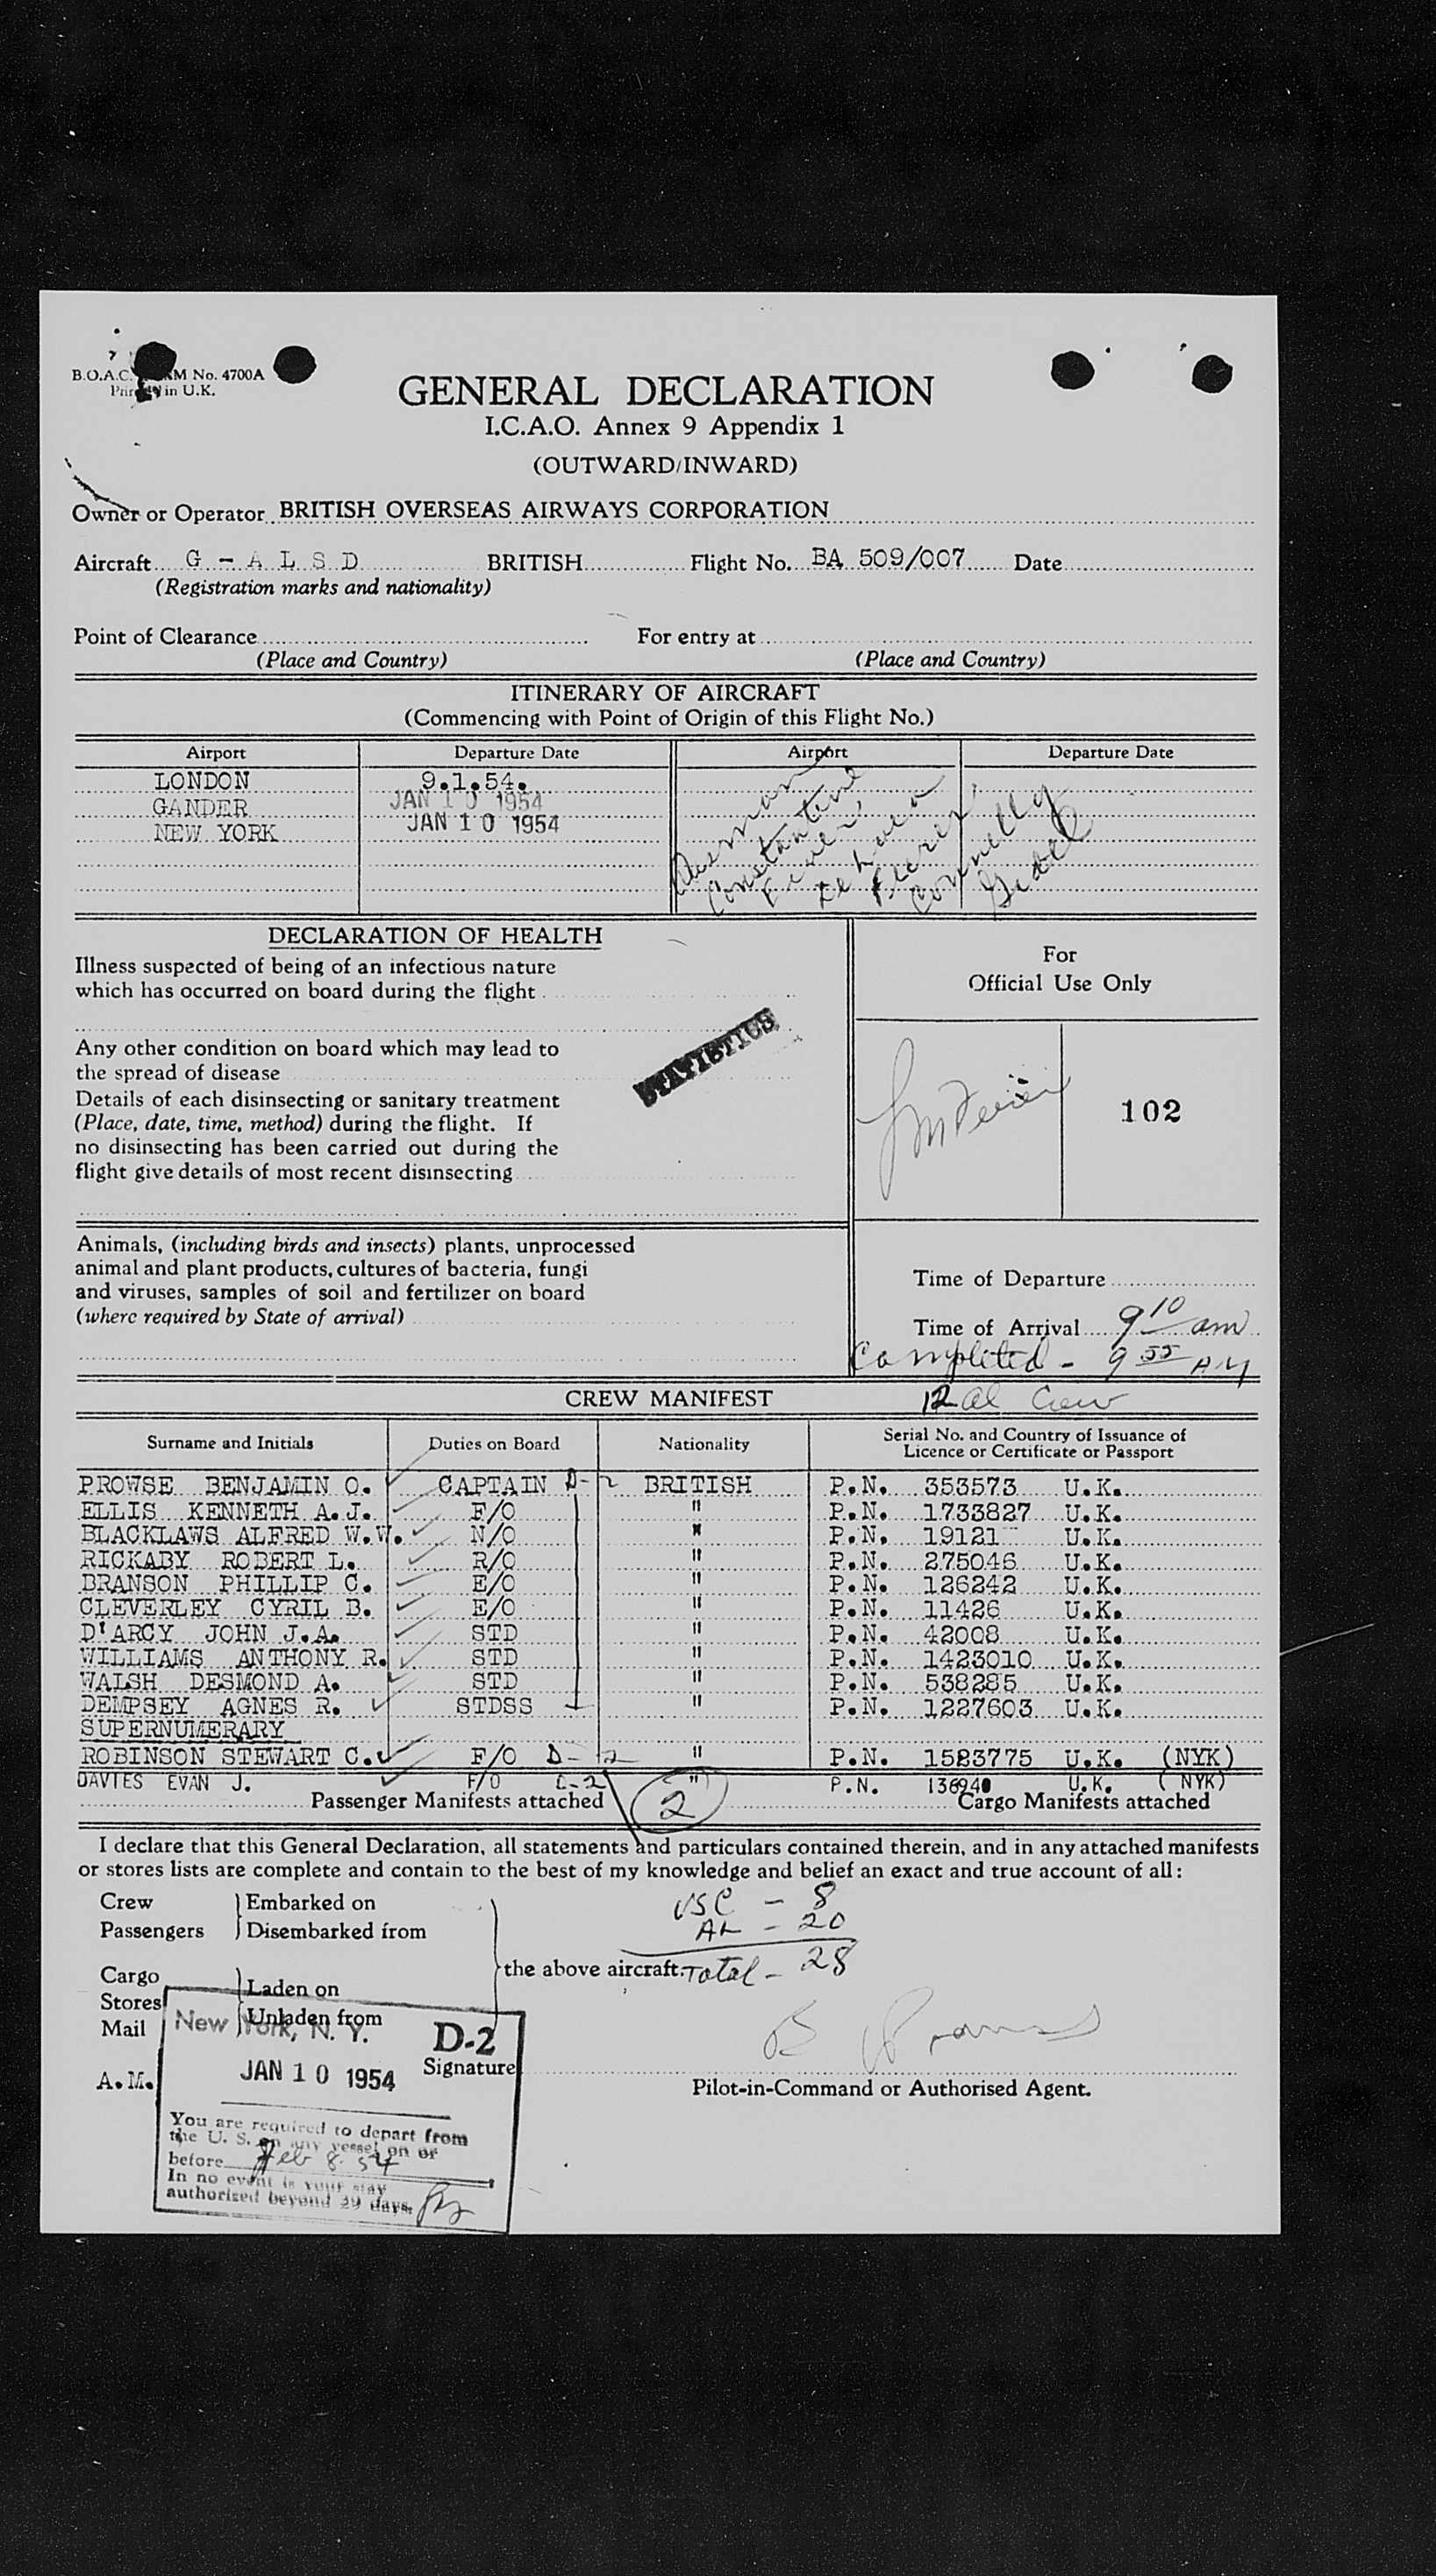 B.O.A.C. No. 4700A
in U.K.
GENERAL DECLARATION
I.C.A.O. Annex 9 Appendix 1
(OUTWARD/INWARD)
Owner or Operator BRITISH OVERSEAS AIRWAYS CORPORATION
Aircraft G - A L S D BRITISH Flight No. BA 509/007 Date
(Registration marks and nationality)
Point of Clearance For entry at
(Place and Country) (Place and Country)
ITINERARY OF AIRCRAFT
(Commencing with Point of Origin of this Flight No.)
Airport Departure Date Airport Departure Date
LONDON 9.1.54.
GANDER JAN 10 1954
NEW YORK JAN 10 1954
Constantine
Connelly
DECLARATION OF HEALTH
Illness suspected of being of an infectious nature
which has occurred on board during the flight
Any other condition on board which may lead to
the spread of disease
Details of each disinsecting or sanitary treatment
(Place, date, time, method) during the flight. If
no disinsecting has been carried out during the
flight give details of most recent disinsecting
STATISTICS
For
Official Use Only
102
Animals, (including birds and insects) plants, unprocessed
animal and plant products, cultures of bacteria, fungi
and viruses, samples of soil and fertilizer on board
(where required by State of arrival)
Time of Departure
Time of Arrival 9 10 am
Completed - 9 55 AM
CREW MANIFEST 12 al Crew
Surname and Initials Duties on Board Nationality Serial No. and Country of Issuance of
Licence or Certificate or Passport
PROWSE BENJAMIN O. CAPTAIN D-2 BRITISH P.N. 353573 U.K.
ELLIS KENNETH A.J. F/O " P.N. 1733827 U.K.
BLACKLAWS ALFRED W.W. N/O " P.N. 19121 U.K.
RICKABY ROBERT L. R/O " P.N. 275046 U.K.
BRANSON PHILLIP C. E/O " P.N. 126242 U.K.
CLEVERLEY CYRIL B. E/O " P.N. 11426 U.K.
D'ARCY JOHN J.A. STD " P.N. 42008 U.K.
WILLIAMS ANTHONY R. STD " P.N. 1423010 U.K.
WALSH DESMOND A. STD " P.N. 538285 U.K.
DEMPSEY AGNES R. STDSS " P.N. 1227603 U.K.
SUPERNUMERARY
ROBINSON STEWART C. F/O D-2 " P.N. 1583775 U.K. (NYK)
DAVIES EVAN J. F/O D-2 " P.N. 136940 U.K. (NYK)
Passenger Manifests attached 2 Cargo Manifests attached
I declare that this General Declaration, all statements and particulars contained therein, and in any attached manifests
or stores lists are complete and contain to the best of my knowledge and belief an exact and true account of all:
Crew Embarked on
Passengers Disembarked from
USC - 8
AL - 20
Total - 28
the above aircraft.
Cargo
Stores Laden on
Mail Unladen from
New York, N. Y. D-2
JAN 10 1954
A.M. Signature
Pilot-in-Command or Authorised Agent.
You are required to depart from
the U. S. on any vessel on or
before Feb 8. 54
In no event is your stay
authorized beyond 29 days.